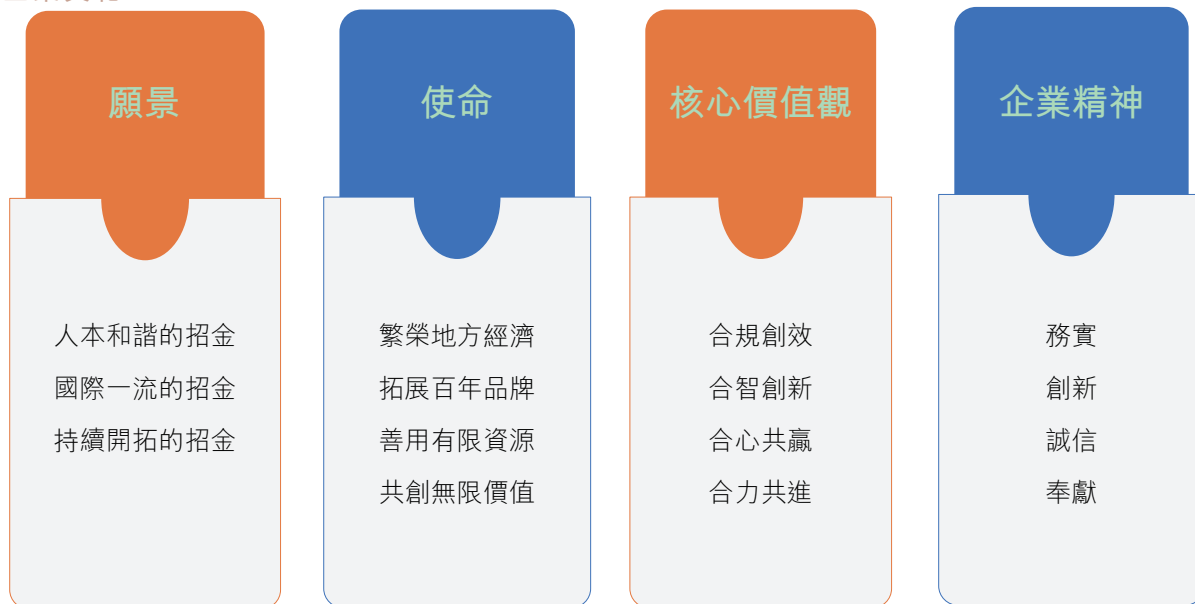 願景
人本和諧的招金
國際一流的招金
持續開拓的招金
使命
繁榮地方經濟
拓展百年品牌
善用有限資源
共創無限價值
核心價值觀
合規創效
合智創新
合心共贏
合力共進
企業精神
務實
創新
誠信
奉獻